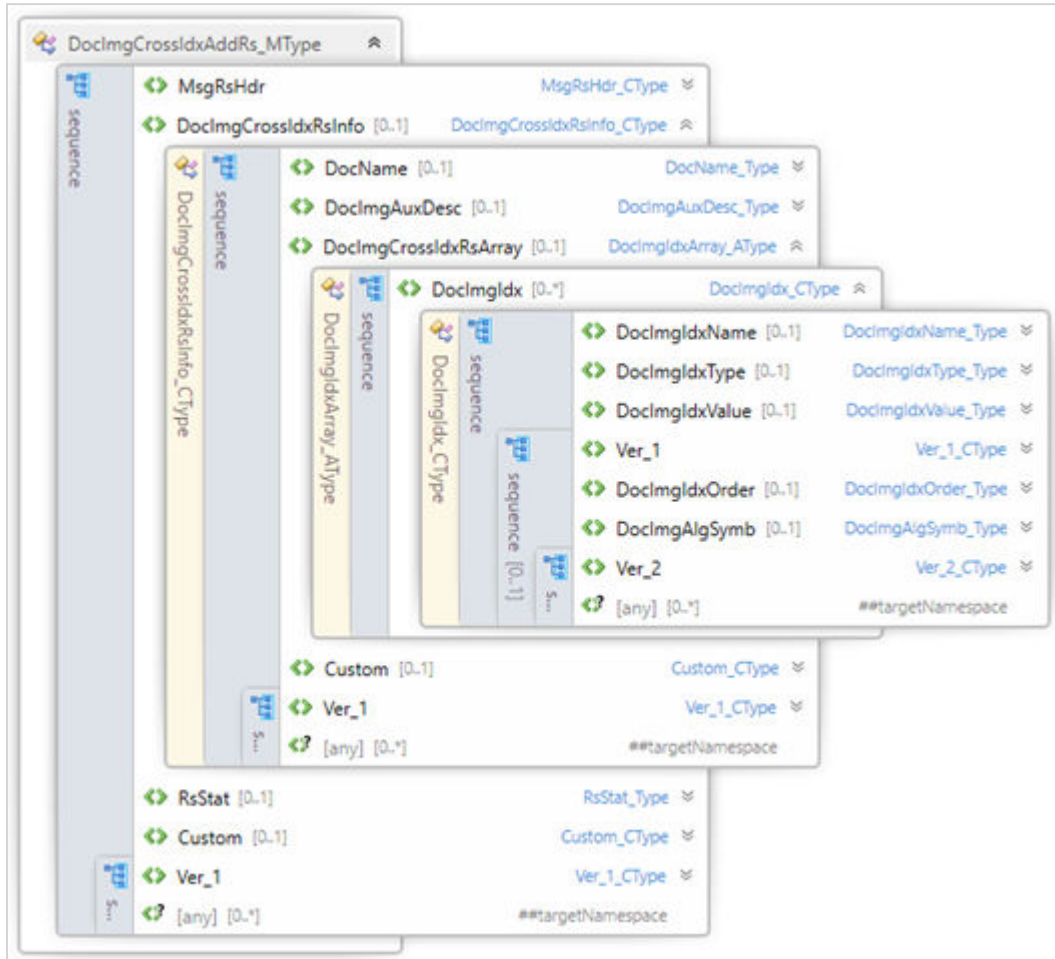 DocImgCrossIdxAddRs_MType
sequence
MsgRsHdr MsgRsHdr_CType
DocImgCrossIdxRsInfo [0..1] DocImgCrossIdxRsInfo_CType
DocImgCrossIdxRsInfo_CType
sequence
DocName [0..1] DocName_Type
DocImgAuxDesc [0..1] DocImgAuxDesc_Type
DocImgCrossIdxRsArray [0..1] DocImgIdxArray_AType
DocImgIdxArray_AType
sequence
DocImgIdx [0..*] DocImgIdx_CType
DocImgIdx_CType
sequence
DocImgIdxName [0..1] DocImgIdxName_Type
DocImgIdxType [0..1] DocImgIdxType_Type
DocImgIdxValue [0..1] DocImgIdxValue_Type
sequence [0..1]
Ver_1 Ver_1_CType
DocImgIdxOrder [0..1] DocImgIdxOrder_Type
DocImgAlgSymb [0..1] DocImgAlgSymb_Type
s...
Ver_2 Ver_2_CType
[any] [0..*] ##targetNamespace
Custom [0..1] Custom_CType
s...
Ver_1 Ver_1_CType
[any] [0..*] ##targetNamespace
RsStat [0..1] RsStat_Type
Custom [0..1] Custom_CType
s...
Ver_1 Ver_1_CType
[any] [0..*] ##targetNamespace